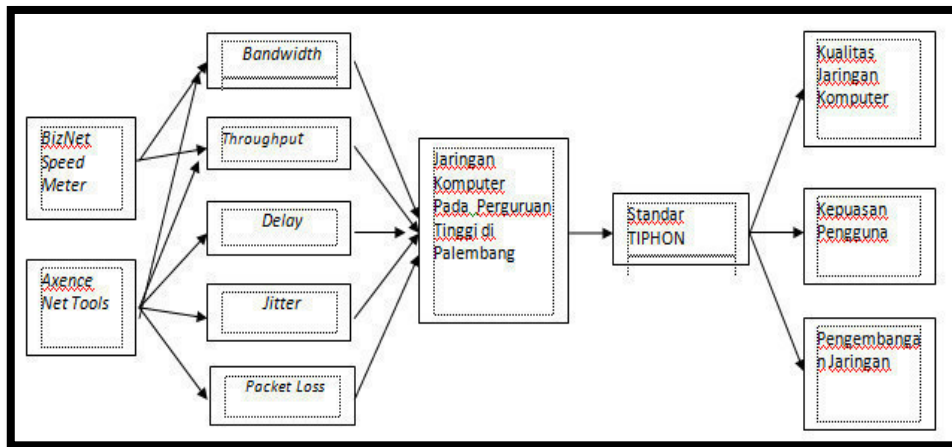 BizNet
Speed
Meter
Axence
Net Tools
Bandwidth
Throughput
Delay
Jitter
Packet Loss
Jaringan
Komputer
Pada Perguruan
Tinggi di
Palembang
Standar
TIPHON
Kualitas
Jaringan
Komputer
Kepuasan
Pengguna
Pengembanga
n Jaringan